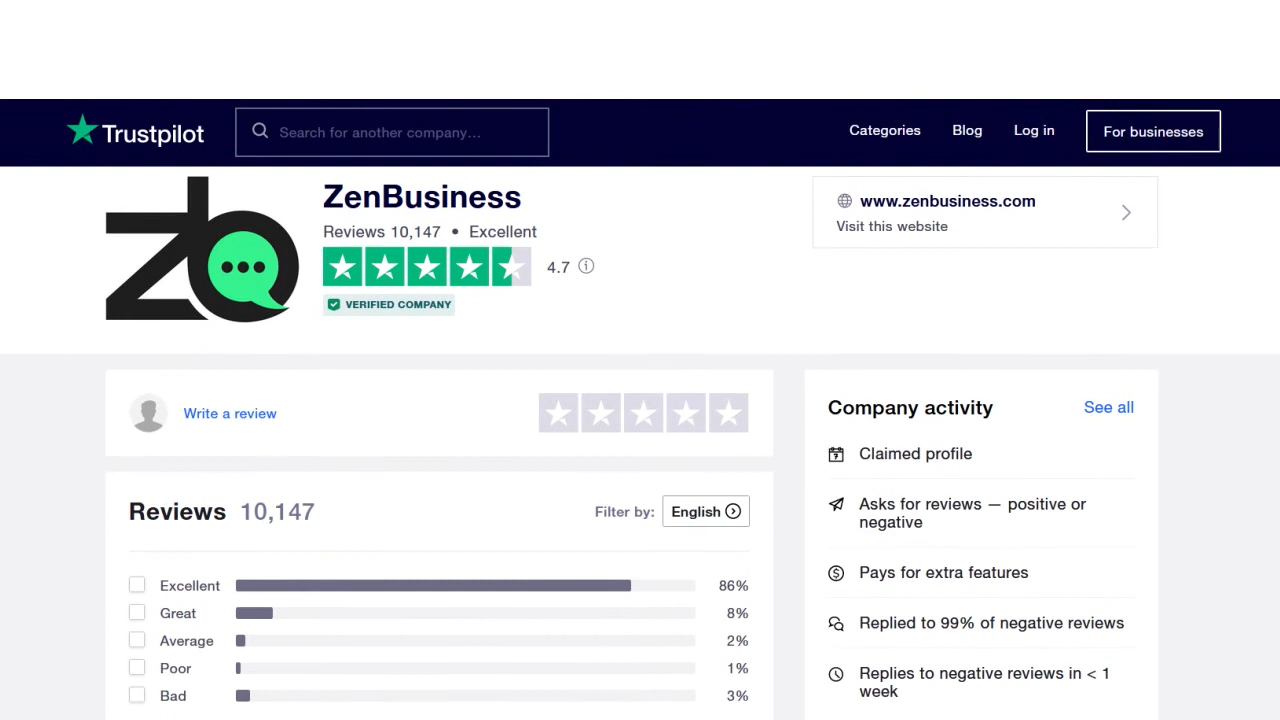 Trustpilot
Search for another company...
Categories
Blog
Log in
For businesses
zb
ZenBusiness
Reviews 10,147 • Excellent
4.7
VERIFIED COMPANY
www.zenbusiness.com
Visit this website
Write a review
Reviews 10,147
Filter by: English
Excellent 86%
Great 8%
Average 2%
Poor 1%
Bad 3%
Company activity
See all
Claimed profile
Asks for reviews — positive or
negative
Pays for extra features
Replied to 99% of negative reviews
Replies to negative reviews in < 1
week